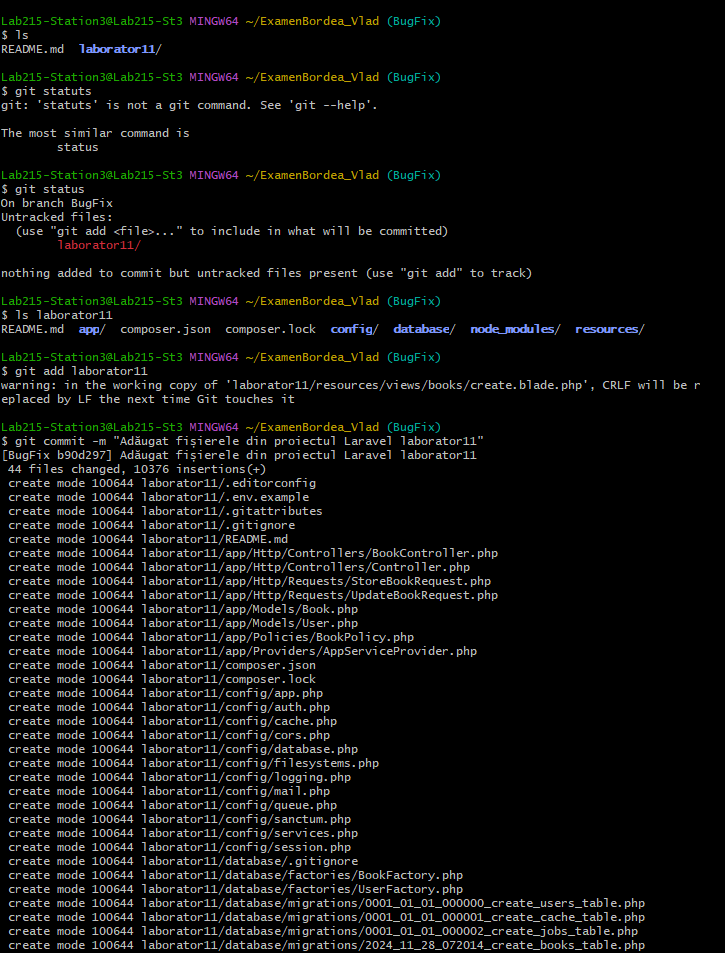 Lab215-Station3@Lab215-St3 MINGW64 ~/ExamenBordea_Vlad (BugFix)
$ ls
README.md  laborator11/
Lab215-Station3@Lab215-St3 MINGW64 ~/ExamenBordea_Vlad (BugFix)
$ git statuts
git: 'statuts' is not a git command. See 'git --help'.
The most similar command is
        status
Lab215-Station3@Lab215-St3 MINGW64 ~/ExamenBordea_Vlad (BugFix)
$ git status
On branch BugFix
Untracked files:
  (use "git add <file>..." to include in what will be committed)
        laborator11/
nothing added to commit but untracked files present (use "git add" to track)
Lab215-Station3@Lab215-St3 MINGW64 ~/ExamenBordea_Vlad (BugFix)
$ ls laborator11
README.md  app/  composer.json  composer.lock  config/  database/  node_modules/  resources/
Lab215-Station3@Lab215-St3 MINGW64 ~/ExamenBordea_Vlad (BugFix)
$ git add laborator11
warning: in the working copy of 'laborator11/resources/views/books/create.blade.php', CRLF will be r
eplaced by LF the next time Git touches it
Lab215-Station3@Lab215-St3 MINGW64 ~/ExamenBordea_Vlad (BugFix)
$ git commit -m "Adăugat fișierele din proiectul Laravel laborator11"
[BugFix b90d297] Adăugat fișierele din proiectul Laravel laborator11
 44 files changed, 10376 insertions(+)
 create mode 100644 laborator11/.editorconfig
 create mode 100644 laborator11/.env.example
 create mode 100644 laborator11/.gitattributes
 create mode 100644 laborator11/.gitignore
 create mode 100644 laborator11/README.md
 create mode 100644 laborator11/app/Http/Controllers/BookController.php
 create mode 100644 laborator11/app/Http/Controllers/Controller.php
 create mode 100644 laborator11/app/Http/Requests/StoreBookRequest.php
 create mode 100644 laborator11/app/Http/Requests/UpdateBookRequest.php
 create mode 100644 laborator11/app/Models/Book.php
 create mode 100644 laborator11/app/Models/User.php
 create mode 100644 laborator11/app/Policies/BookPolicy.php
 create mode 100644 laborator11/app/Providers/AppServiceProvider.php
 create mode 100644 laborator11/composer.json
 create mode 100644 laborator11/composer.lock
 create mode 100644 laborator11/config/app.php
 create mode 100644 laborator11/config/auth.php
 create mode 100644 laborator11/config/cache.php
 create mode 100644 laborator11/config/cors.php
 create mode 100644 laborator11/config/database.php
 create mode 100644 laborator11/config/filesystems.php
 create mode 100644 laborator11/config/logging.php
 create mode 100644 laborator11/config/mail.php
 create mode 100644 laborator11/config/queue.php
 create mode 100644 laborator11/config/sanctum.php
 create mode 100644 laborator11/config/services.php
 create mode 100644 laborator11/config/session.php
 create mode 100644 laborator11/database/.gitignore
 create mode 100644 laborator11/database/factories/BookFactory.php
 create mode 100644 laborator11/database/factories/UserFactory.php
 create mode 100644 laborator11/database/migrations/0001_01_01_000000_create_users_table.php
 create mode 100644 laborator11/database/migrations/0001_01_01_000001_create_cache_table.php
 create mode 100644 laborator11/database/migrations/0001_01_01_000002_create_jobs_table.php
 create mode 100644 laborator11/database/migrations/2024_11_28_072014_create_books_table.php